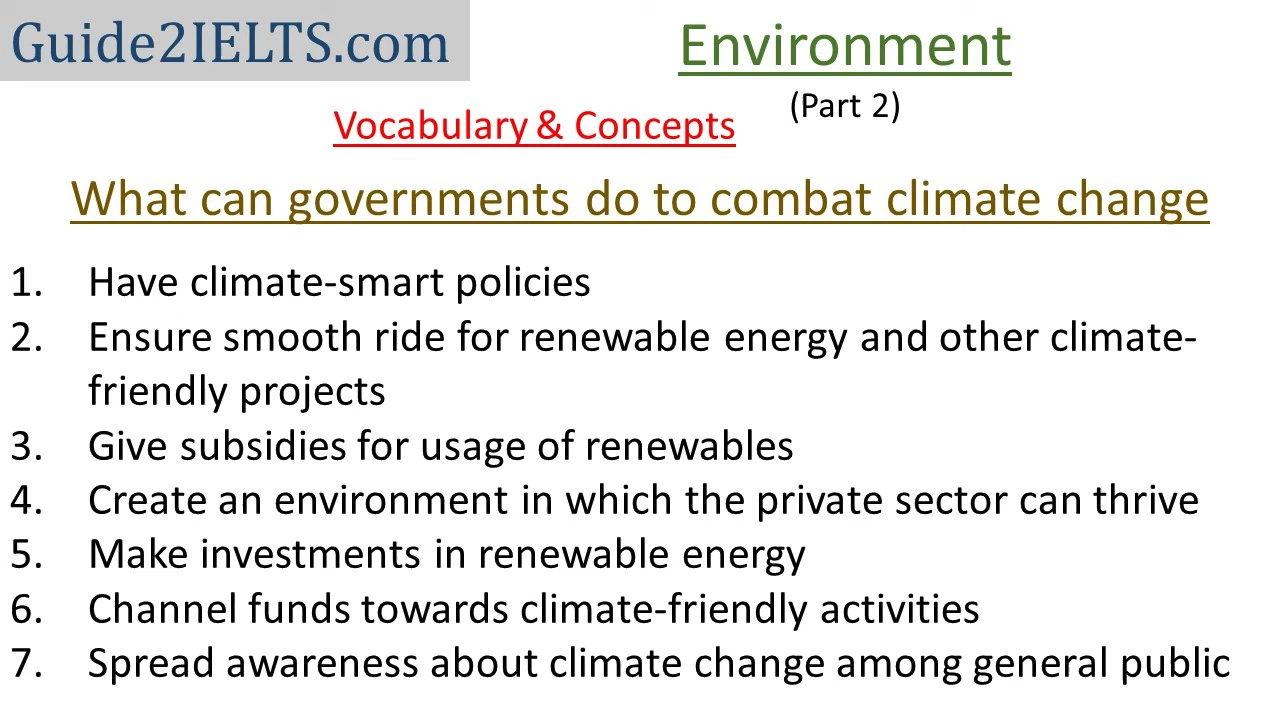 Guide2IELTS.com
Environment
(Part 2)
Vocabulary & Concepts
What can governments do to combat climate change
1. Have climate-smart policies
2. Ensure smooth ride for renewable energy and other climate-
friendly projects
3. Give subsidies for usage of renewables
4. Create an environment in which the private sector can thrive
5. Make investments in renewable energy
6. Channel funds towards climate-friendly activities
7. Spread awareness about climate change among general public